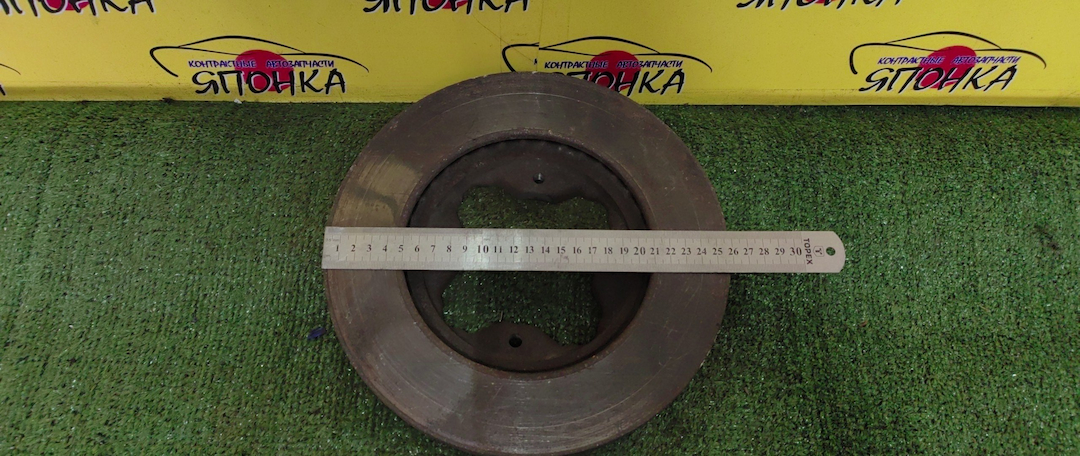 ЯПОНКА
ЯПОНКА
ЯПОНКА
КОНТРАКТНЫЕ АВТОЗАПЧАСТИ
ЯПОНКА
КОНТРАКТНЫЕ АВТОЗАПЧАСТИ
ЯПОНКА
КОНТРАКТНЫЕ АВТОЗАПЧАСТИ
ЯПОНКА
1 2 3 4 5 6 7 8 9 10 11 12 13 14 15 16 17 18 19 20 21 22 23 24 25 26 27 28 29 30 TOPEX